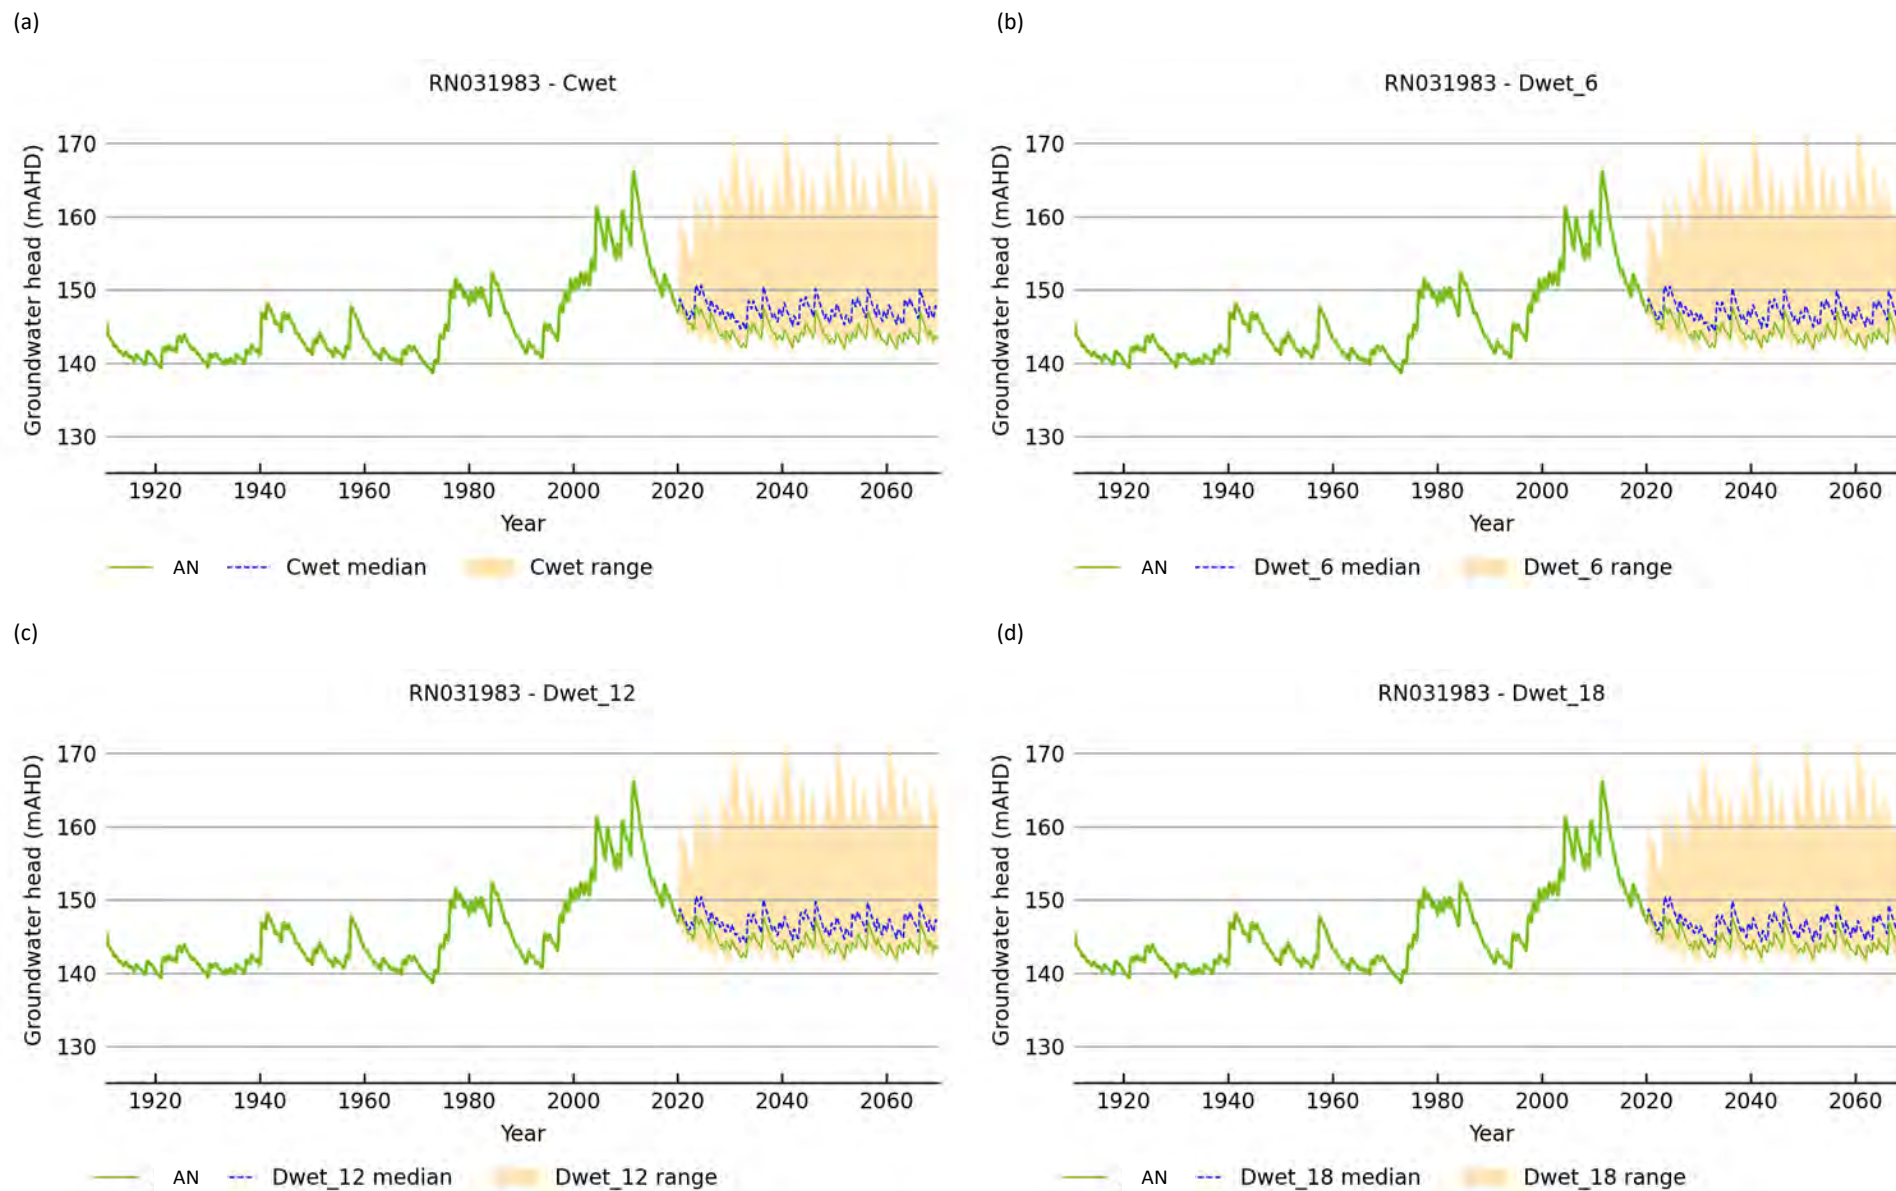 (a)
RN031983 - Cwet
Groundwater head (mAHD)
170
160
150
140
130
1920 1940 1960 1980 2000 2020 2040 2060
Year
AN Cwet median Cwet range
(b)
RN031983 - Dwet_6
Groundwater head (mAHD)
170
160
150
140
130
1920 1940 1960 1980 2000 2020 2040 2060
Year
AN Dwet_6 median Dwet_6 range
(c)
RN031983 - Dwet_12
Groundwater head (mAHD)
170
160
150
140
130
1920 1940 1960 1980 2000 2020 2040 2060
Year
AN Dwet_12 median Dwet_12 range
(d)
RN031983 - Dwet_18
Groundwater head (mAHD)
170
160
150
140
130
1920 1940 1960 1980 2000 2020 2040 2060
Year
AN Dwet_18 median Dwet_18 range